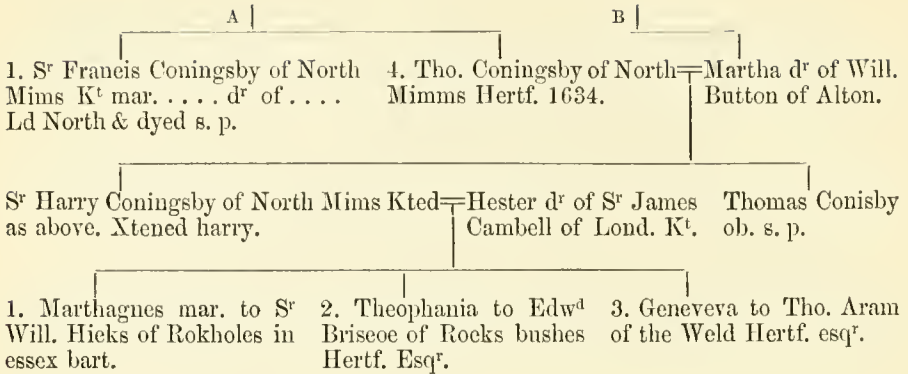 A
B
1. Sʳ Francis Coningsby of North
Mims Kᵗ mar. . . . . . dʳ of . . . .
Ld North & dyed s. p.
4. Tho. Coningsby of North
Mimms Hertf. 1634.
Martha dʳ of Will.
Button of Alton.
Sʳ Harry Coningsby of North Mims Kted
as above. Xtened harry.
Hester dʳ of Sʳ James
Cambell of Lond. Kᵗ.
Thomas Conisby
ob. s. p.
1. Marthagnes mar. to Sʳ
Will. Hicks of Rokholes in
essex bart.
2. Theophania to Edwᵈ
Briscoe of Rocks bushes
Hertf. Esqʳ.
3. Geneveva to Tho. Aram
of the Weld Hertf. esqʳ.